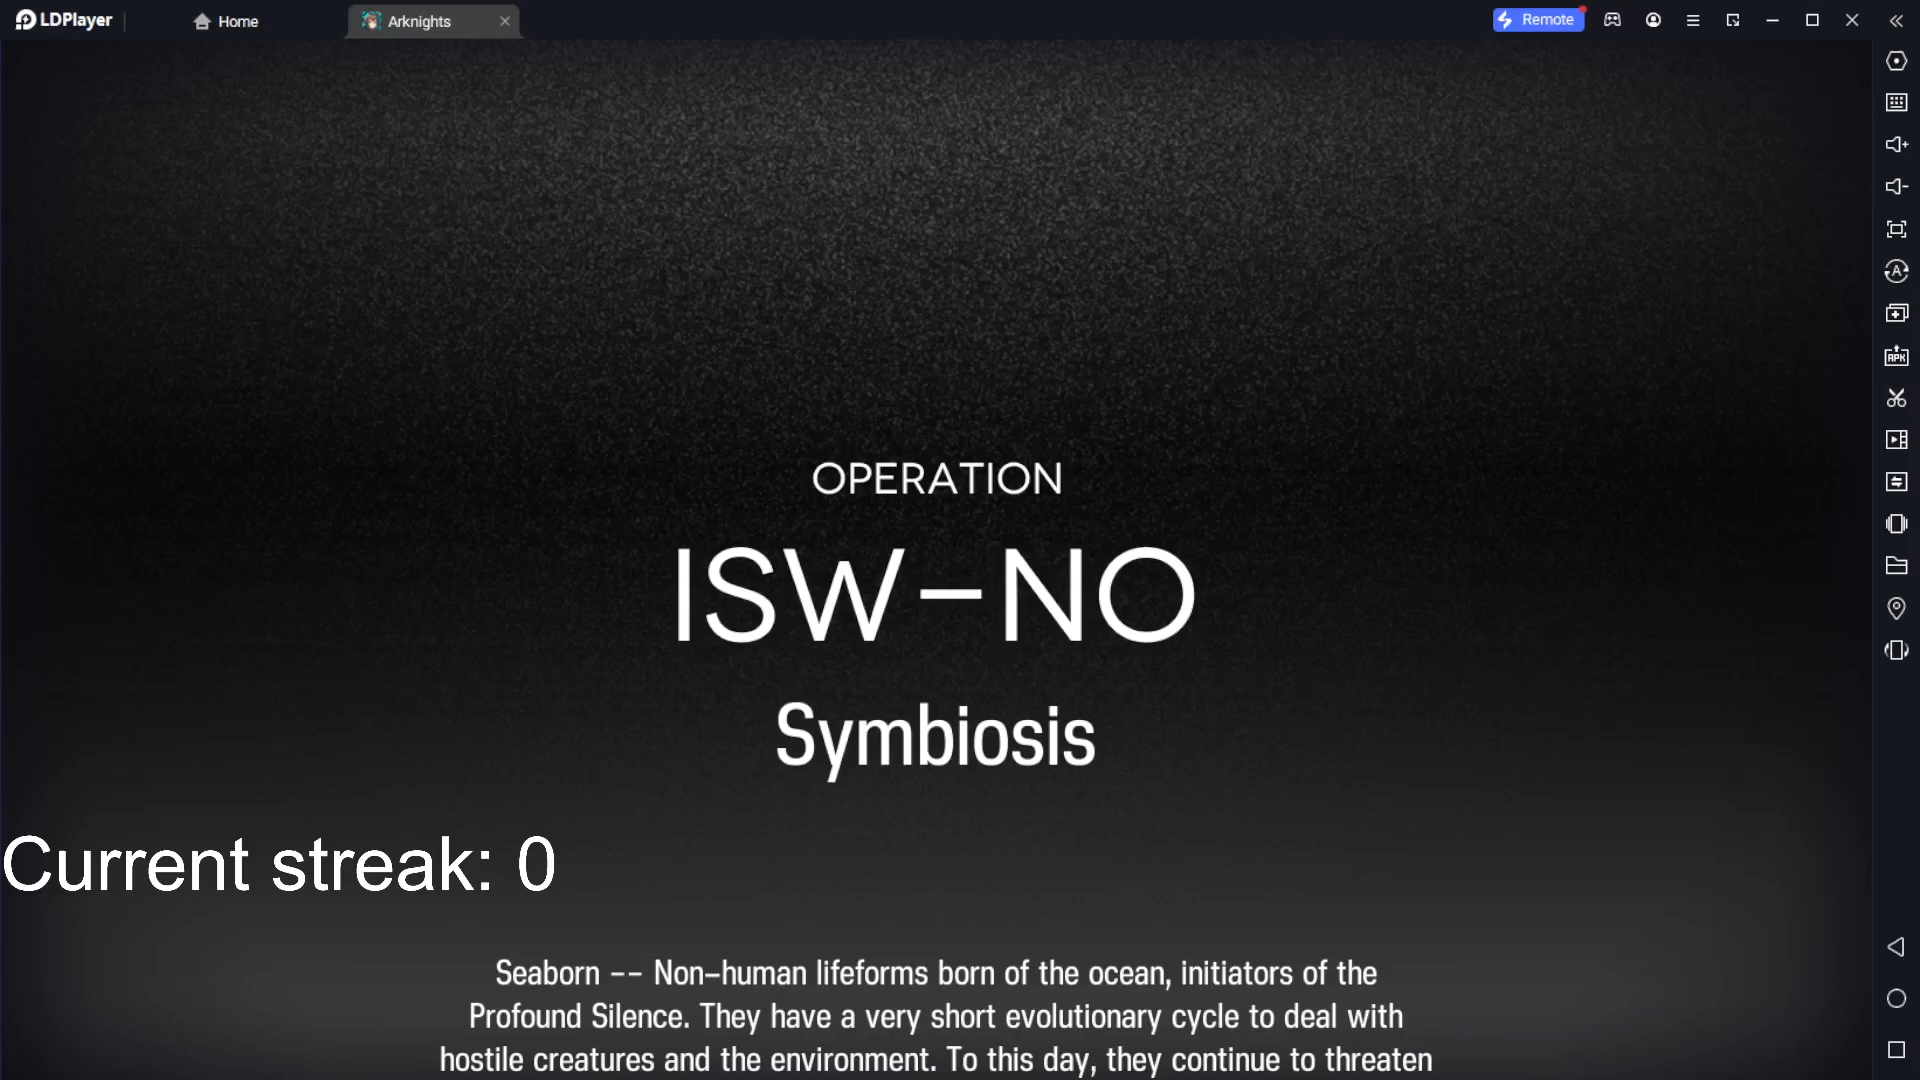 LDPlayer
Home
Arknights
Remote
APK
OPERATION
ISW-NO
Symbiosis
Current streak: 0
Seaborn -- Non-human lifeforms born of the ocean, initiators of the
Profound Silence. They have a very short evolutionary cycle to deal with
hostile creatures and the environment. To this day, they continue to threaten